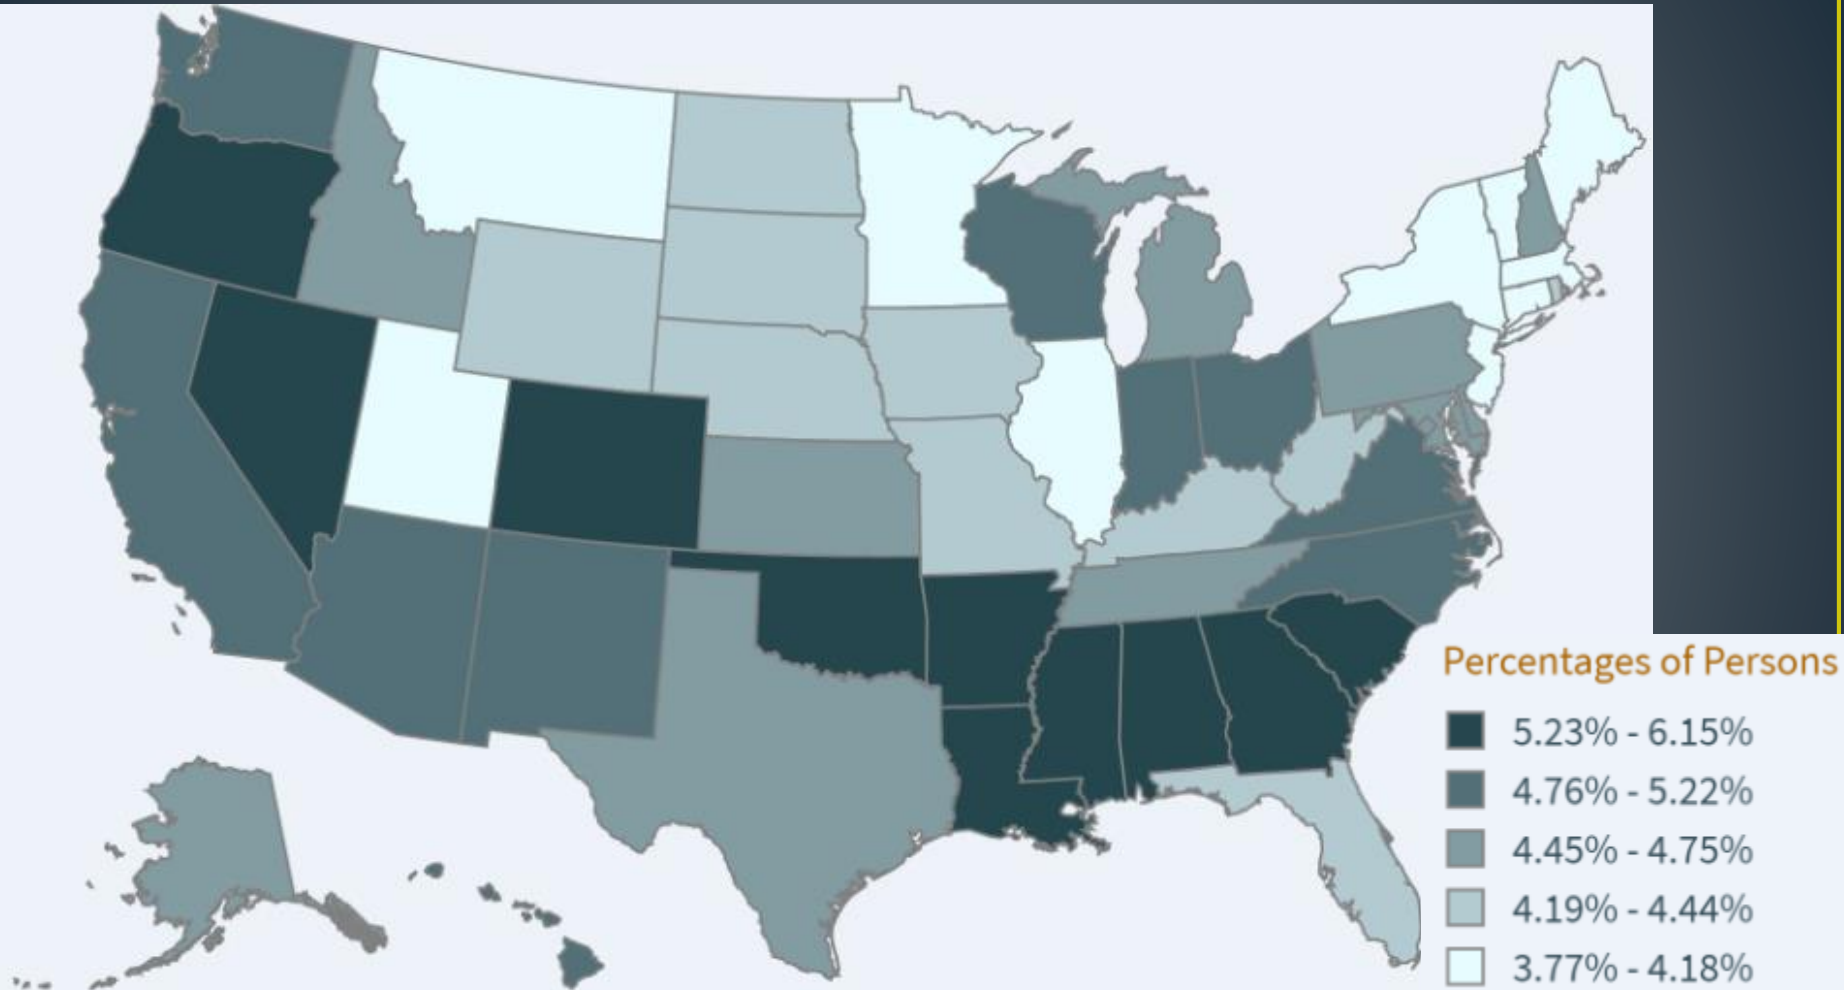 Percentages of Persons
5.23% - 6.15%
4.76% - 5.22%
4.45% - 4.75%
4.19% - 4.44%
3.77% - 4.18%